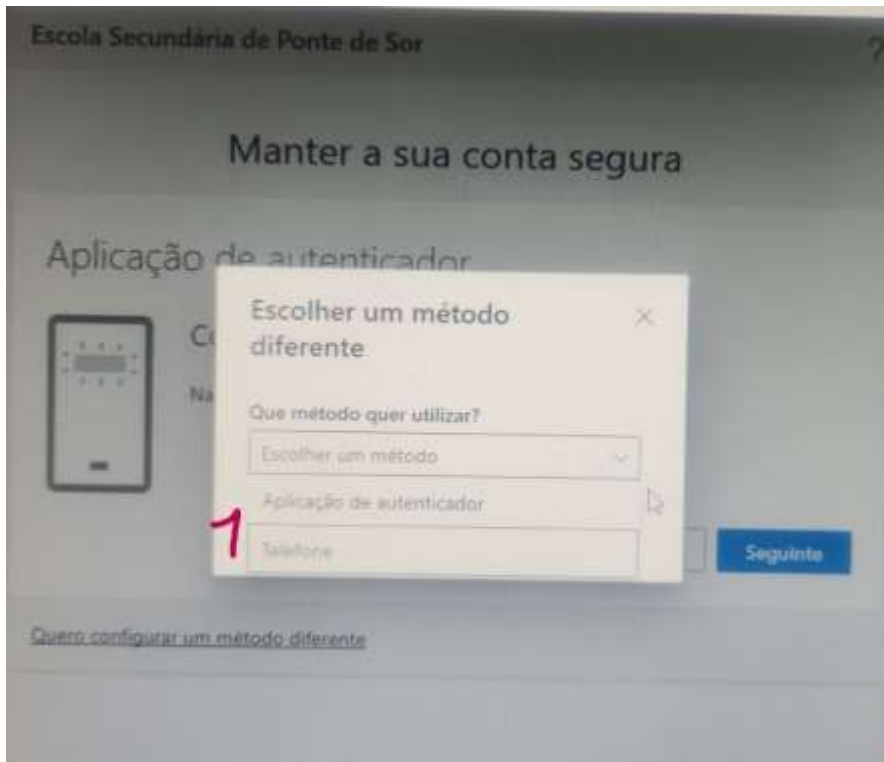 Escola Secundária de Ponte de Sor
?
Manter a sua conta segura
Aplicação de autenticador
Escolher um método
diferente
Na
Que método quer utilizar?
Escolher um método
Aplicação de autenticador
1
Telefone
Seguinte
Quero configurar um método diferente